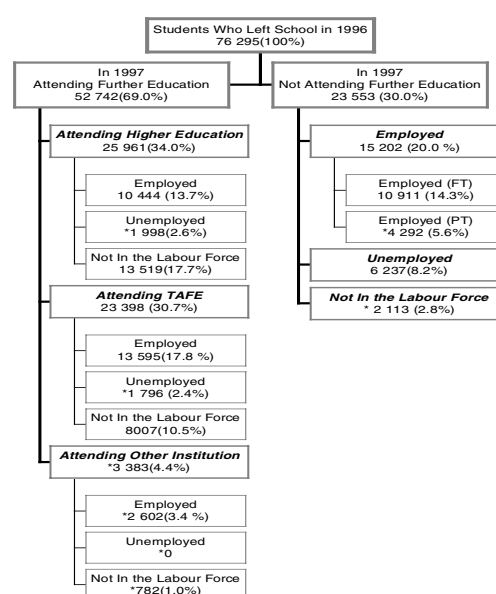 Students Who Left School in 1996
76 295(100%)
In 1997
Attending Further Education
52 742(69.0%)
Attending Higher Education
25 961(34.0%)
Employed
10 444 (13.7%)
Unemployed
*1 998(2.6%)
Not In the Labour Force
13 519(17.7%)
Attending TAFE
23 398 (30.7%)
Employed
13 595(17.8 %)
Unemployed
*1 796 (2.4%)
Not In the Labour Force
8007(10.5%)
Attending Other Institution
*3 383(4.4%)
Employed
*2 602(3.4 %)
Unemployed
*0
Not In the Labour Force
*782(1.0%)
In 1997
Not Attending Further Education
23 553 (30.0%)
Employed
15 202 (20.0 %)
Employed (FT)
10 911 (14.3%)
Employed (PT)
*4 292 (5.6%)
Unemployed
6 237(8.2%)
Not In the Labour Force
* 2 113 (2.8%)